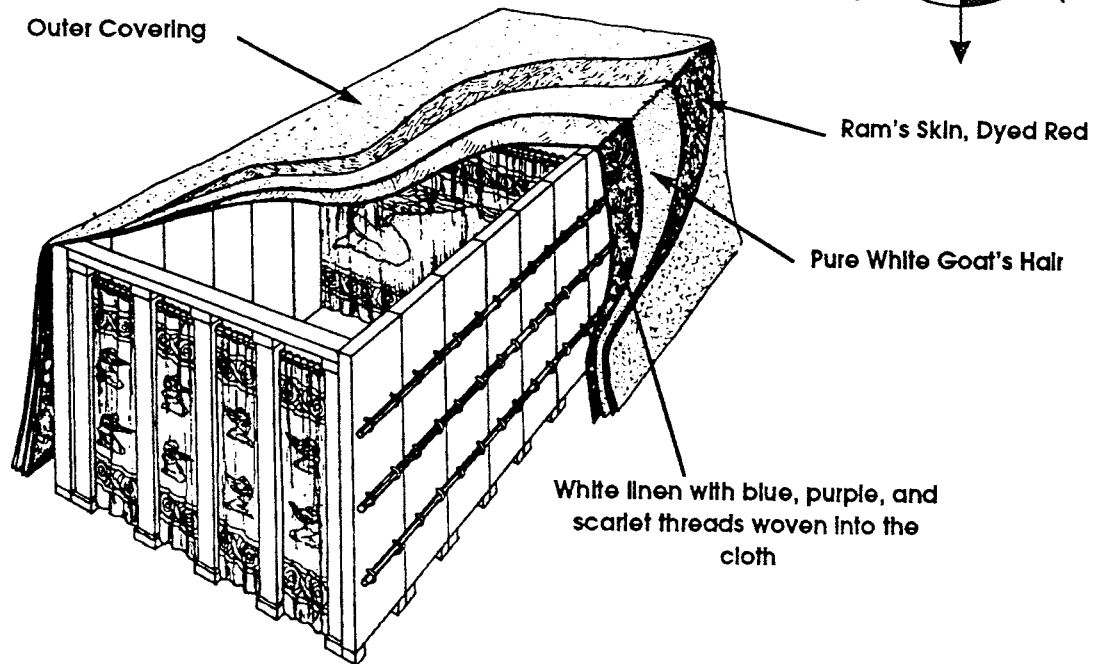 Outer Covering
Ram's Skin, Dyed Red
Pure White Goat's Hair
White linen with blue, purple, and
scarlet threads woven into the
cloth